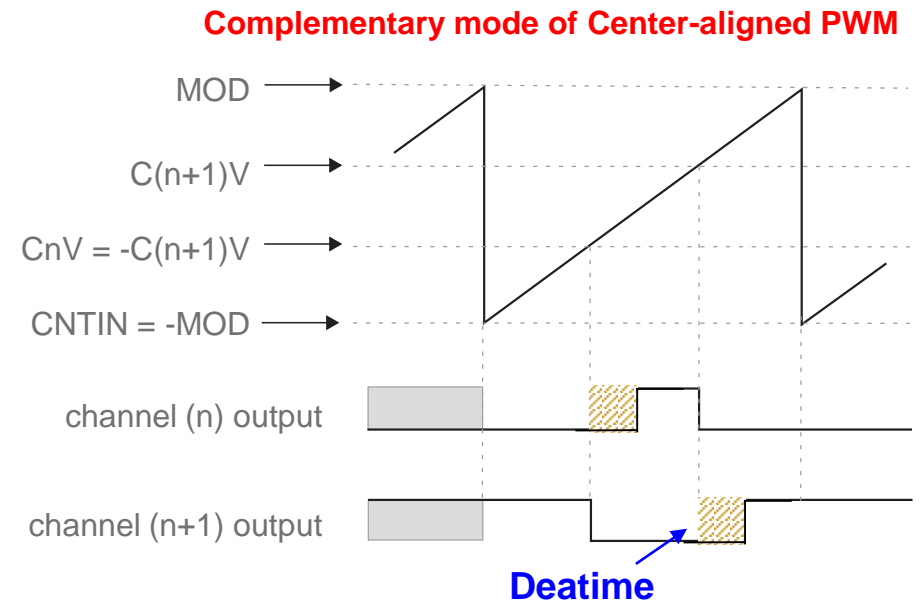 Complementary mode of Center-aligned PWM
MOD
C(n+1)V
CnV = -C(n+1)V
CNTIN = -MOD
channel (n) output
channel (n+1) output
Deatime